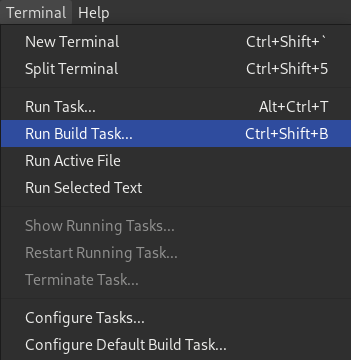 Terminal Help
New Terminal Ctrl+Shift+`
Split Terminal Ctrl+Shift+5
Run Task... Alt+Ctrl+T
Run Build Task... Ctrl+Shift+B
Run Active File
Run Selected Text
Show Running Tasks...
Restart Running Task...
Terminate Task...
Configure Tasks...
Configure Default Build Task...